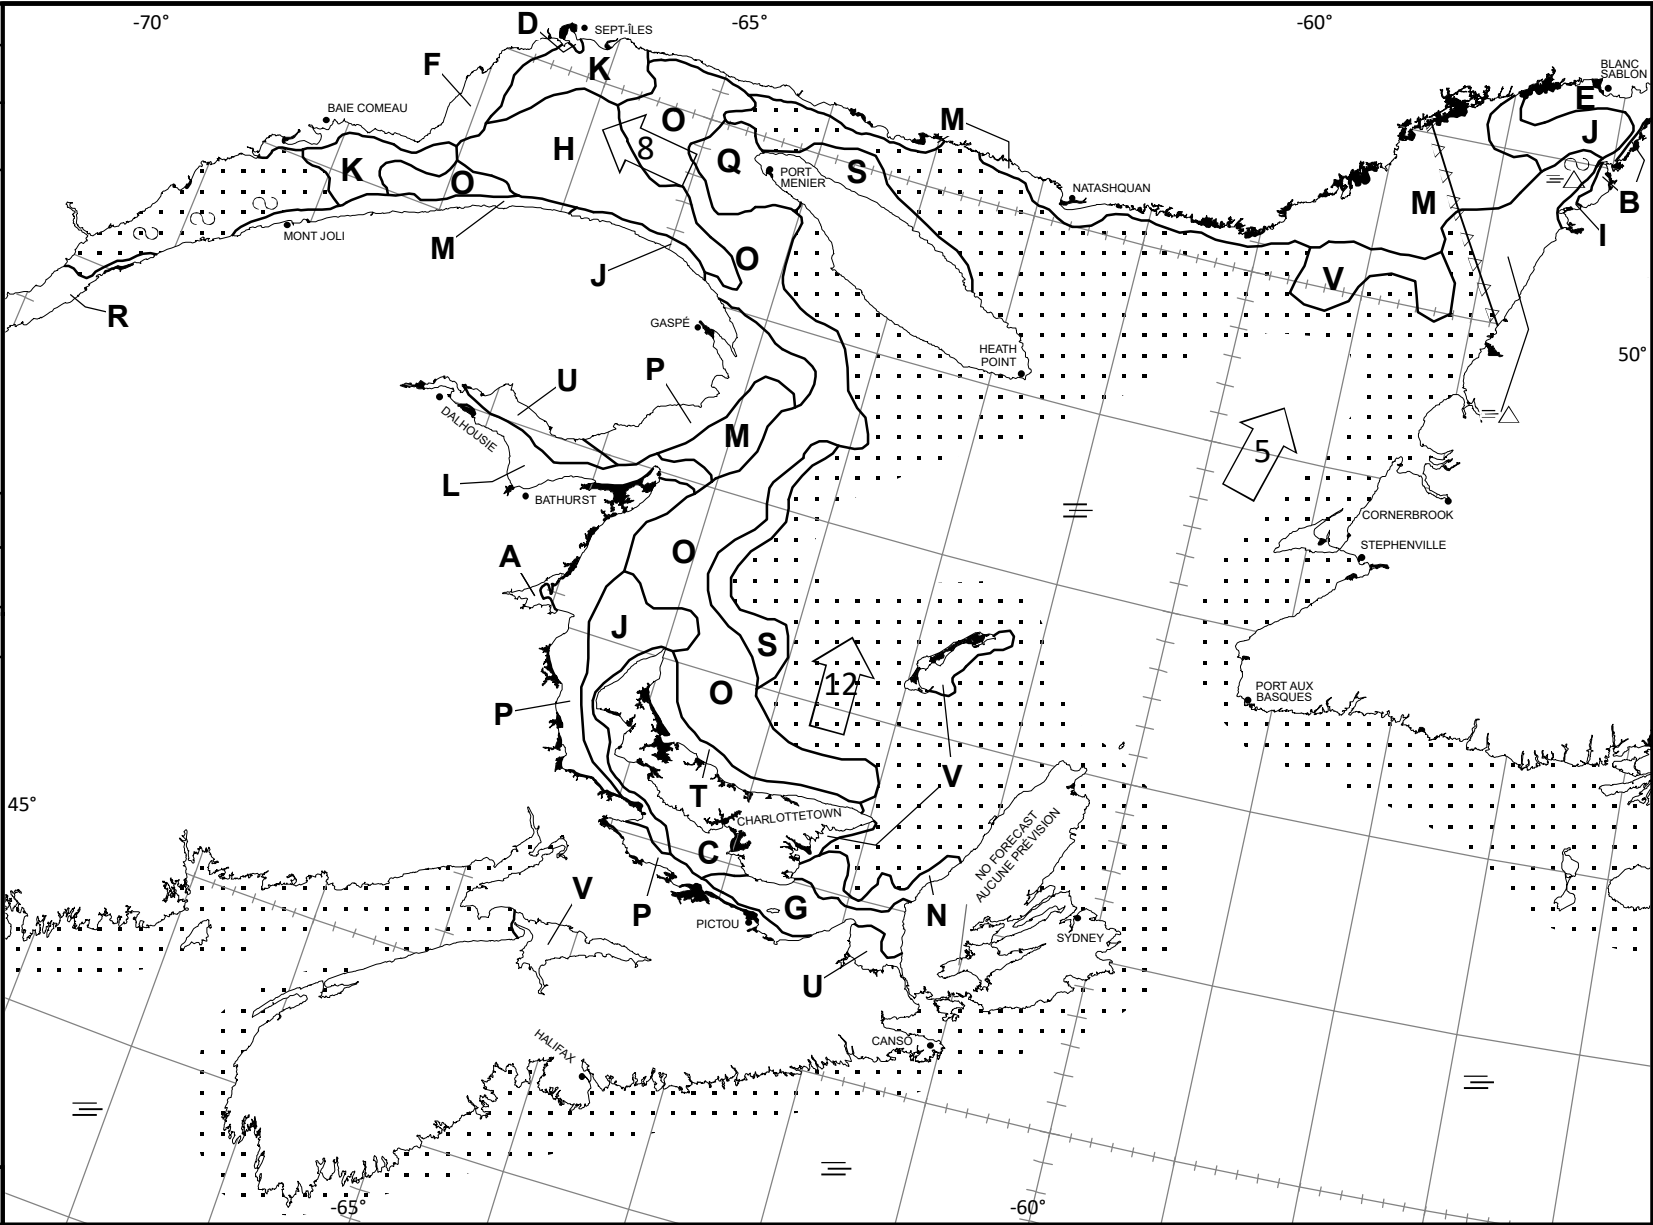 -70°
-65°
-60°
D
SEPT-ÎLES
K
F
BLANC
SABLON
E
BAIE COMEAU
O
M
J
H
8
K
Q
PORT
MENIER
S
O
NATASHQUAN
M
B
MONT JOLI
M
I
O
J
V
R
GASPÉ
HEATH
POINT
50°
P
U
DALHOUSIE
M
5
L
BATHURST
CORNERBROOK
STEPHENVILLE
A
O
J
S
12
O
P
PORT AUX
BASQUES
V
T
45°
CHARLOTTETOWN
NO FORECAST
AUCUNE PRÉVISION
C
V
P
G
N
PICTOU
SYDNEY
U
HALIFAX
CANSO
-65°
-60°